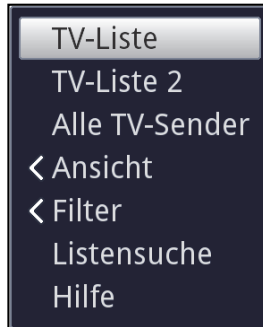 TV-Liste
TV-Liste 2
Alle TV-Sender
Ansicht
Filter
Listensuche
Hilfe